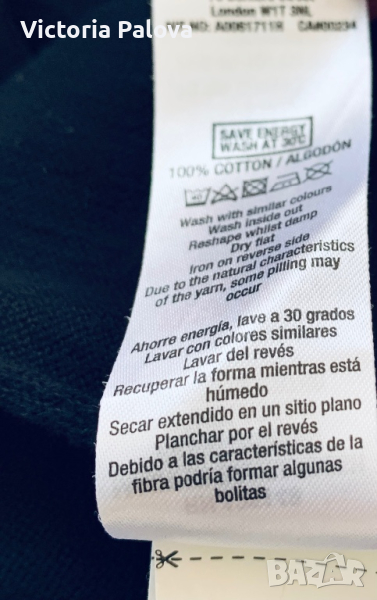 Victoria Palova
London W1T 3NL
CA#00234
SAVE ENERGY
WASH AT 30°C
100% COTTON / ALGODÓN
Wash with similar colours
Wash inside out
Reshape whilst damp
Dry flat
Iron on reverse side
Due to the natural characteristics
of the yarn, some pilling may
occur
Ahorre energía, lave a 30 grados
Lavar con colores similares
Lavar del revés
Recuperar la forma mientras está
húmedo
Secar extendido en un sitio plano
Planchar por el revés
Debido a las características de la
fibra podría formar algunas
bolitas
BAZAR